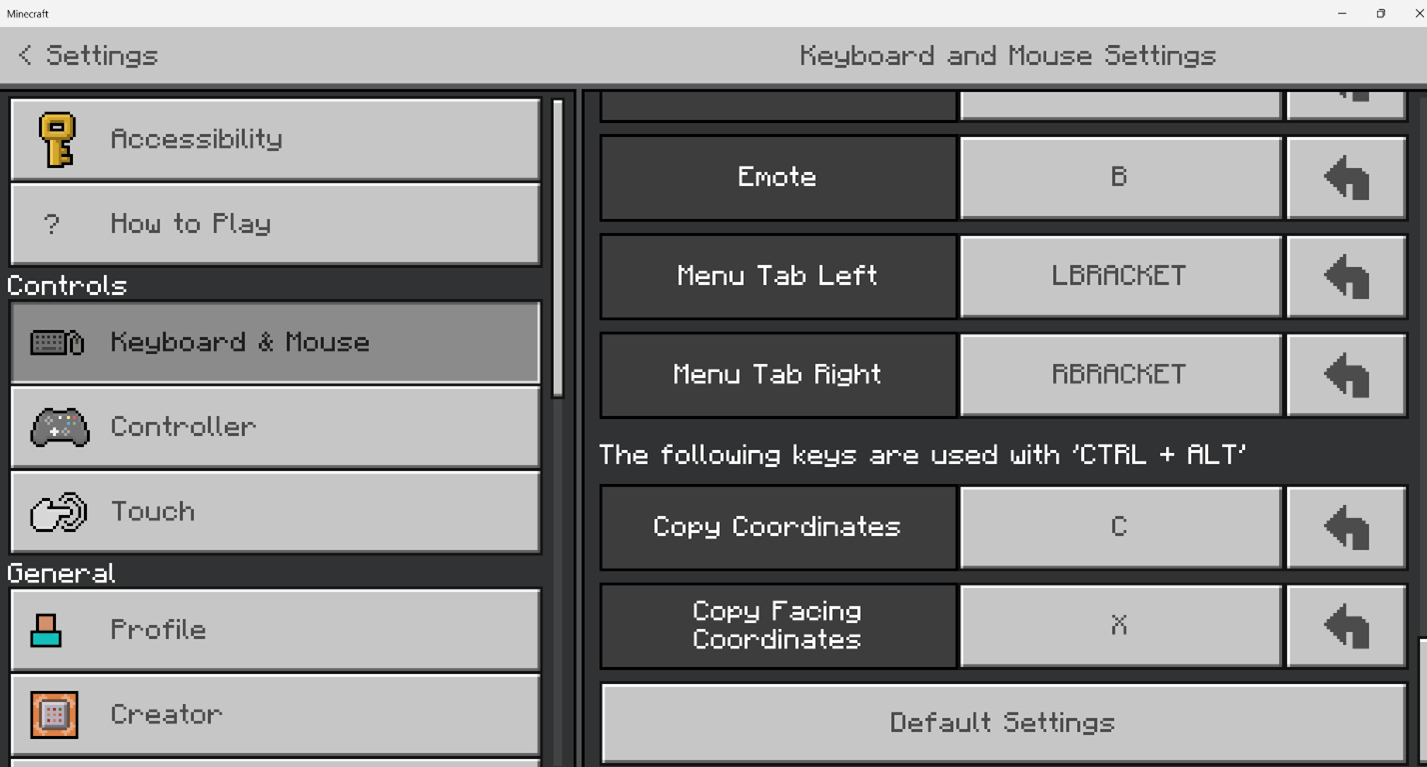 Minecraft
< Settings
Keyboard and Mouse Settings
Accessibility
? How to Play
Controls
Keyboard & Mouse
Controller
Touch
General
Profile
Creator
Emote B
Menu Tab Left LBRACKET
Menu Tab Right RBRACKET
The following keys are used with 'CTRL + ALT'
Copy Coordinates C
Copy Facing
Coordinates
X
Default Settings